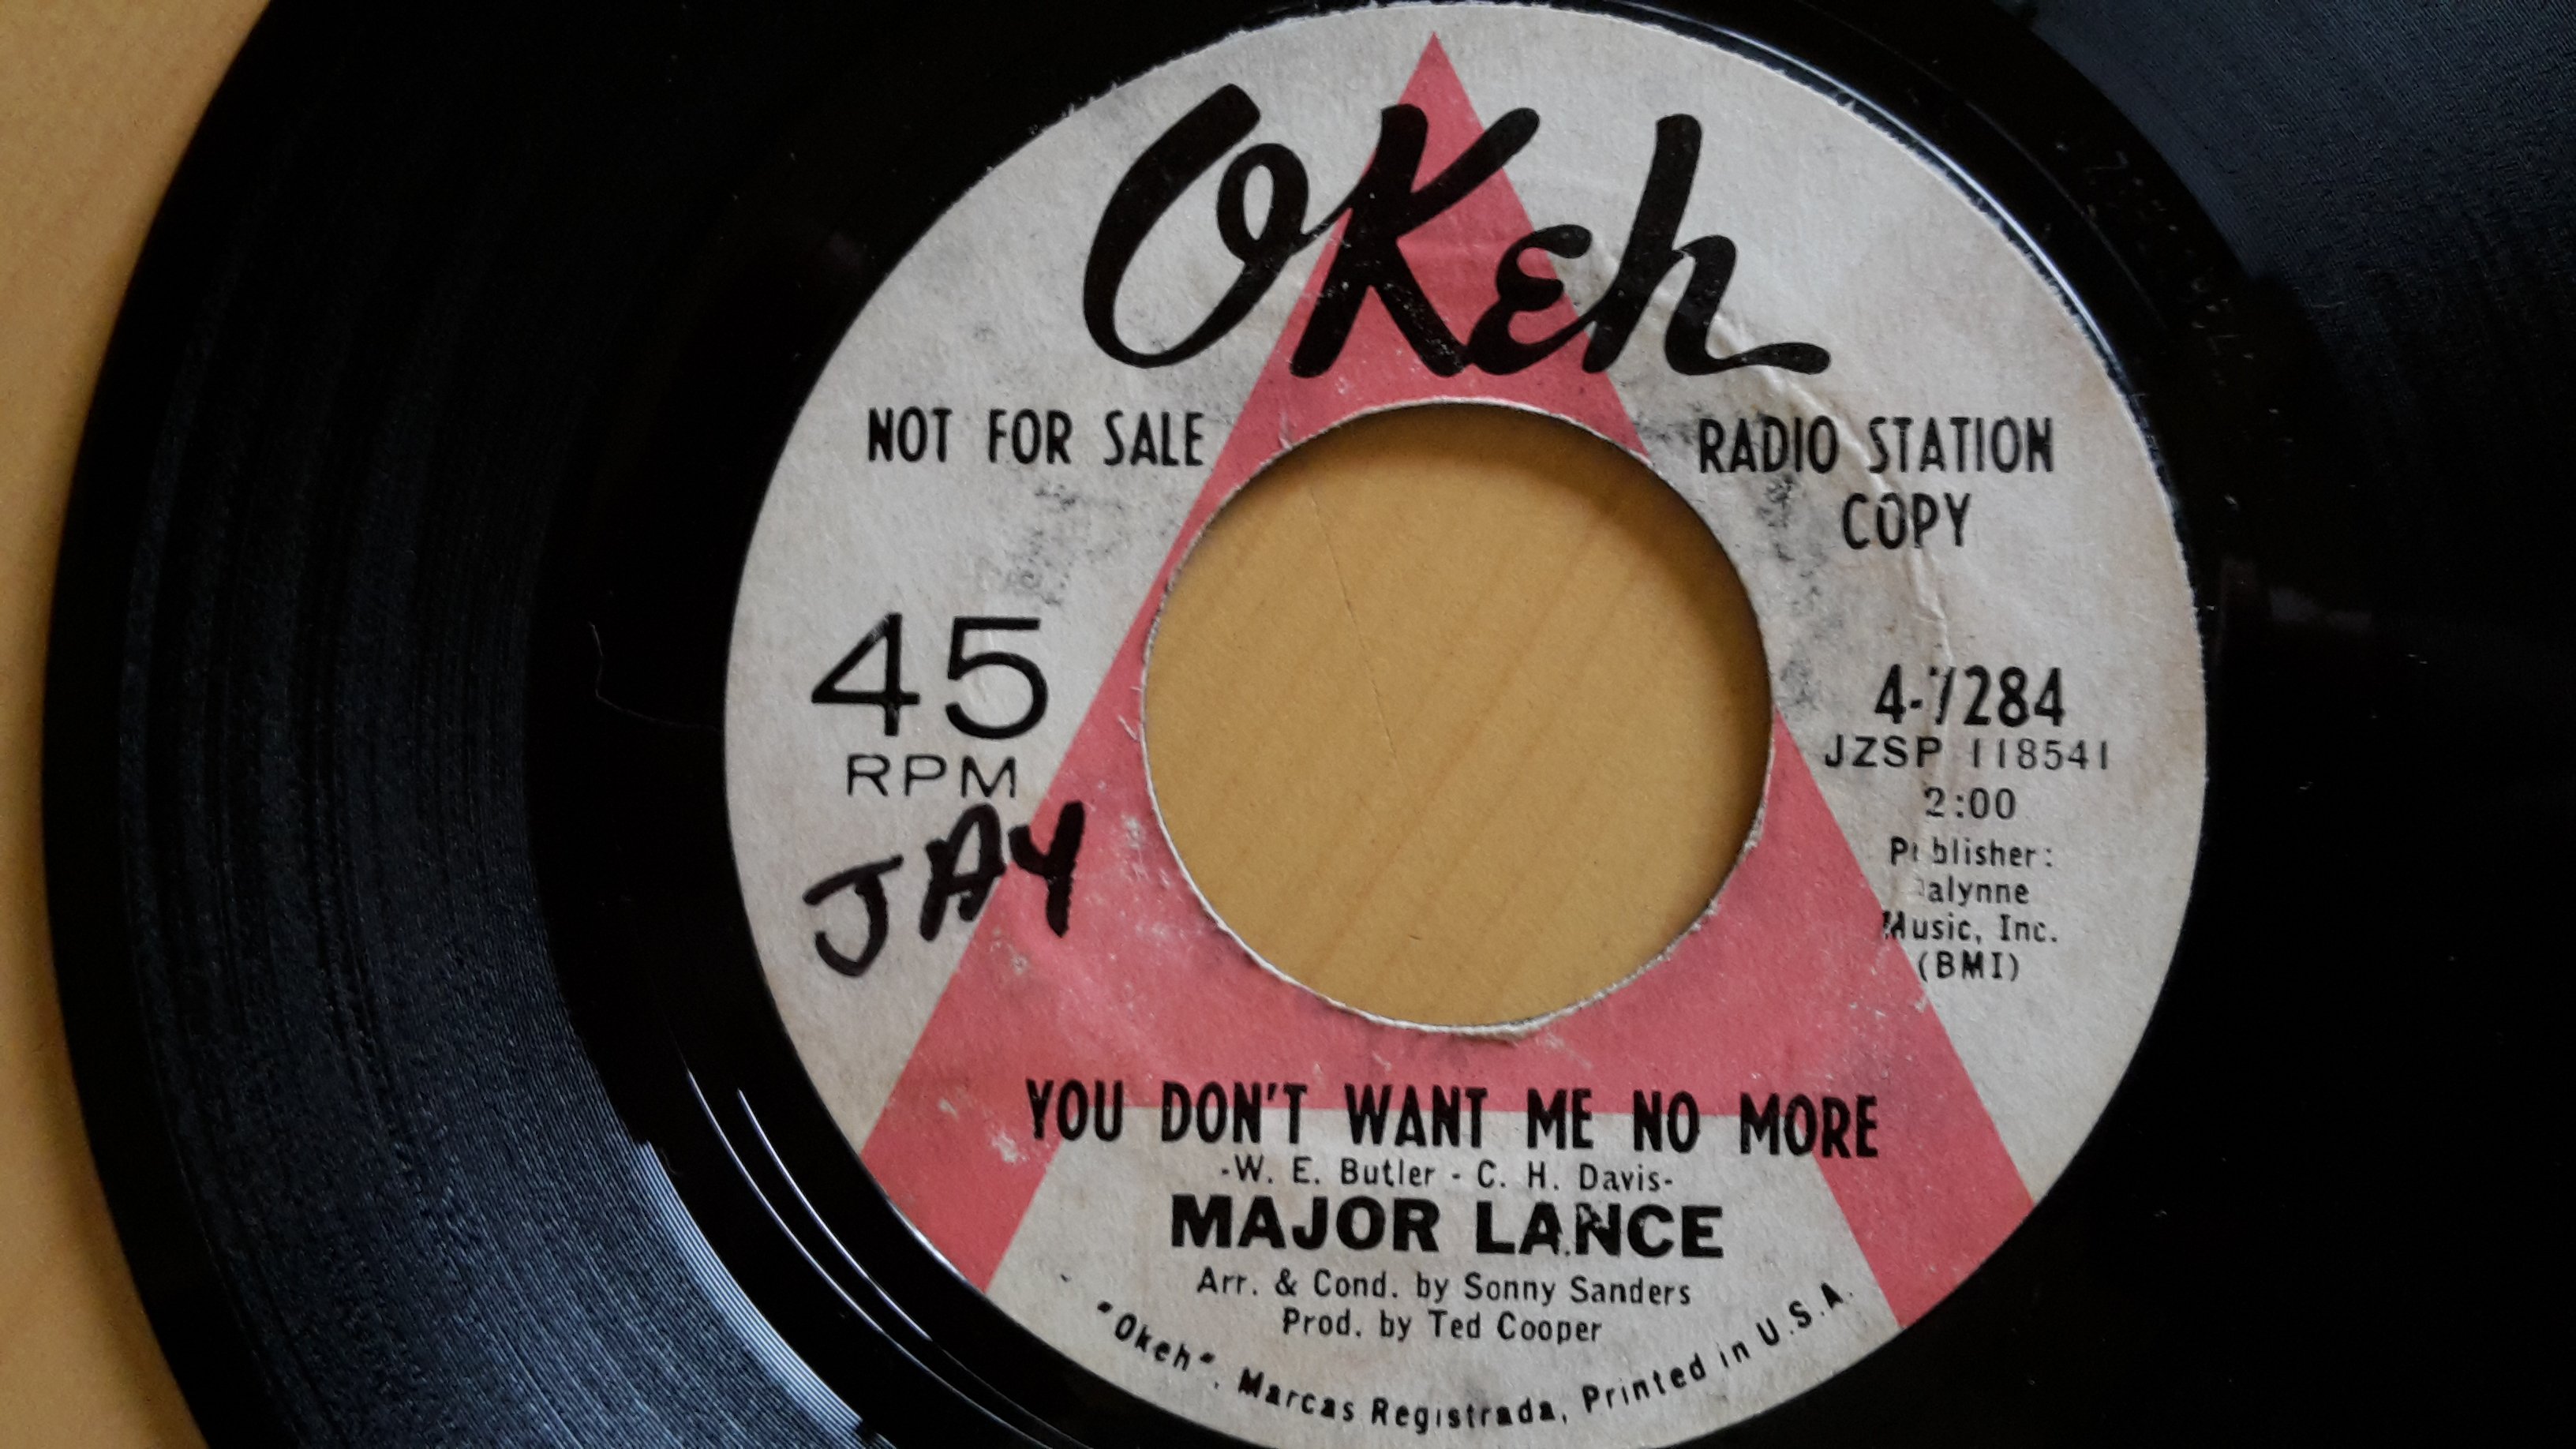 OKeh
NOT FOR SALE
RADIO STATION
COPY
45
RPM
JAY
4-7284
JZSP 118541
2:00
Publisher:
Music, Inc.
(BMI)
YOU DON'T WANT ME NO MORE
-W. E. Butler - C. H. Davis-
MAJOR LANCE
Arr. & Cond. by Sonny Sanders
Prod. by Ted Cooper
"Okeh", Marcas Registrada, Printed in U.S.A.